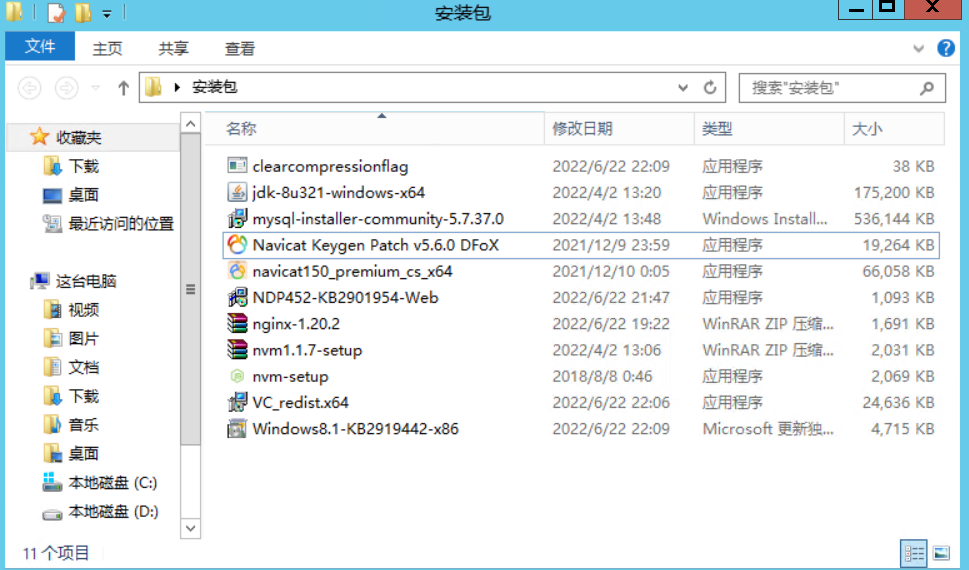 安装包
文件 主页 共享 查看
安装包 搜索"安装包"
收藏夹
下载
桌面
最近访问的位置
这台电脑
视频
图片
文档
下载
音乐
桌面
本地磁盘 (C:)
本地磁盘 (D:)
名称 修改日期 类型 大小
clearcompressionflag 2022/6/22 22:09 应用程序 38 KB
jdk-8u321-windows-x64 2022/4/2 13:20 应用程序 175,200 KB
mysql-installer-community-5.7.37.0 2022/4/2 13:48 Windows Install... 536,144 KB
Navicat Keygen Patch v5.6.0 DFoX 2021/12/9 23:59 应用程序 19,264 KB
navicat150_premium_cs_x64 2021/12/10 0:05 应用程序 66,058 KB
NDP452-KB2901954-Web 2022/6/22 21:47 应用程序 1,093 KB
nginx-1.20.2 2022/6/22 19:22 WinRAR ZIP 压缩... 1,691 KB
nvm1.1.7-setup 2022/4/2 13:06 WinRAR ZIP 压缩... 2,031 KB
nvm-setup 2018/8/8 0:46 应用程序 2,069 KB
VC_redist.x64 2022/6/22 22:06 应用程序 24,636 KB
Windows8.1-KB2919442-x86 2022/6/22 22:09 Microsoft 更新独... 4,715 KB
11 个项目